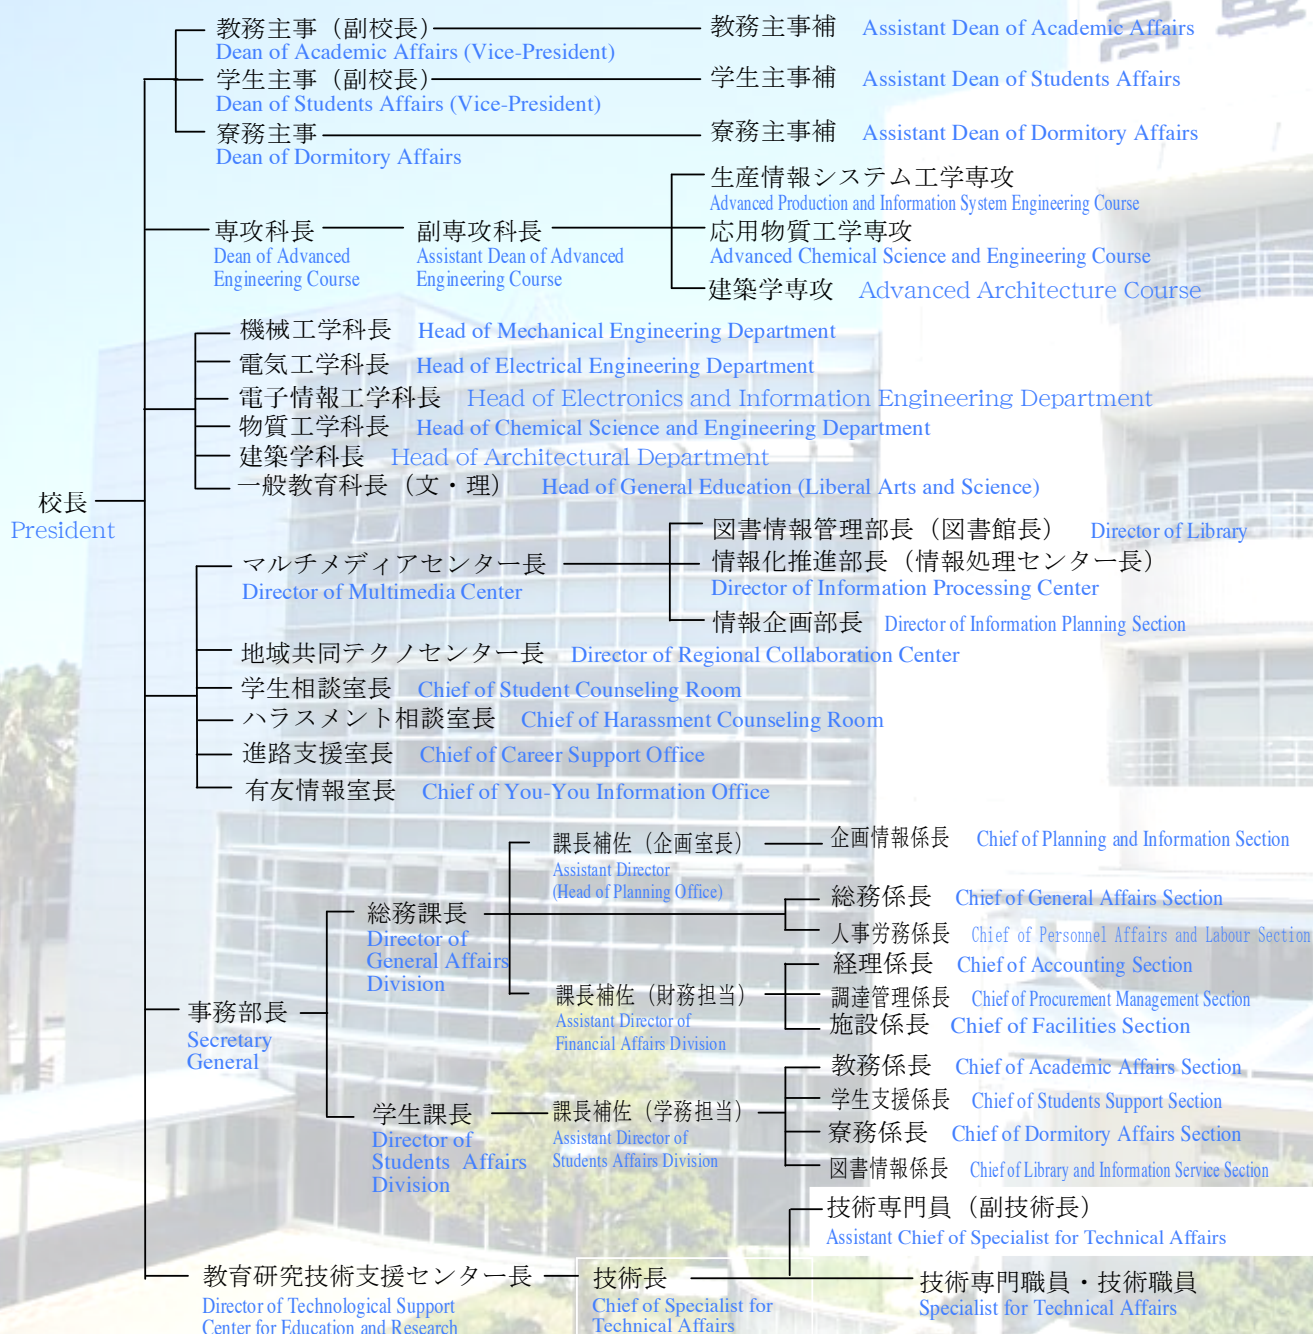 教務主事（副校長） 教務主事補 Assistant Dean of Academic Affairs
Dean of Academic Affairs (Vice-President)
学生主事（副校長） 学生主事補 Assistant Dean of Students Affairs
Dean of Students Affairs (Vice-President)
寮務主事 寮務主事補 Assistant Dean of Dormitory Affairs
Dean of Dormitory Affairs
生産情報システム工学専攻
Advanced Production and Information System Engineering Course
専攻科長 副専攻科長 応用物質工学専攻
Dean of Advanced Assistant Dean of Advanced Advanced Chemical Science and Engineering Course
Engineering Course Engineering Course
建築学専攻 Advanced Architecture Course
機械工学科長 Head of Mechanical Engineering Department
電気工学科長 Head of Electrical Engineering Department
電子情報工学科長 Head of Electronics and Information Engineering Department
物質工学科長 Head of Chemical Science and Engineering Department
建築学科長 Head of Architectural Department
一般教育科長（文・理） Head of General Education (Liberal Arts and Science)
校長
President
図書情報管理部長（図書館長） Director of Library
マルチメディアセンター長 情報化推進部長（情報処理センター長）
Director of Multimedia Center Director of Information Processing Center
情報企画部長 Director of Information Planning Section
地域共同テクノセンター長 Director of Regional Collaboration Center
学生相談室長 Chief of Student Counseling Room
ハラスメント相談室長 Chief of Harassment Counseling Room
進路支援室長 Chief of Career Support Office
有友情報室長 Chief of You-You Information Office
課長補佐（企画室長） 企画情報係長 Chief of Planning and Information Section
Assistant Director
(Head of Planning Office)
総務係長 Chief of General Affairs Section
総務課長
Director of
General Affairs
Division
人事労務係長 Chief of Personnel Affairs and Labour Section
経理係長 Chief of Accounting Section
課長補佐（財務担当） 調達管理係長 Chief of Procurement Management Section
Assistant Director of
Financial Affairs Division
施設係長 Chief of Facilities Section
事務部長
Secretary
General
教務係長 Chief of Academic Affairs Section
学生支援係長 Chief of Students Support Section
学生課長 課長補佐（学務担当）
Director of Assistant Director of
Students Affairs Students Affairs Division
Division
寮務係長 Chief of Dormitory Affairs Section
図書情報係長 Chief of Library and Information Service Section
技術専門員（副技術長）
Assistant Chief of Specialist for Technical Affairs
教育研究技術支援センター長 技術長 技術専門職員・技術職員
Director of Technological Support Chief of Specialist for Specialist for Technical Affairs
Center for Education and Research Technical Affairs